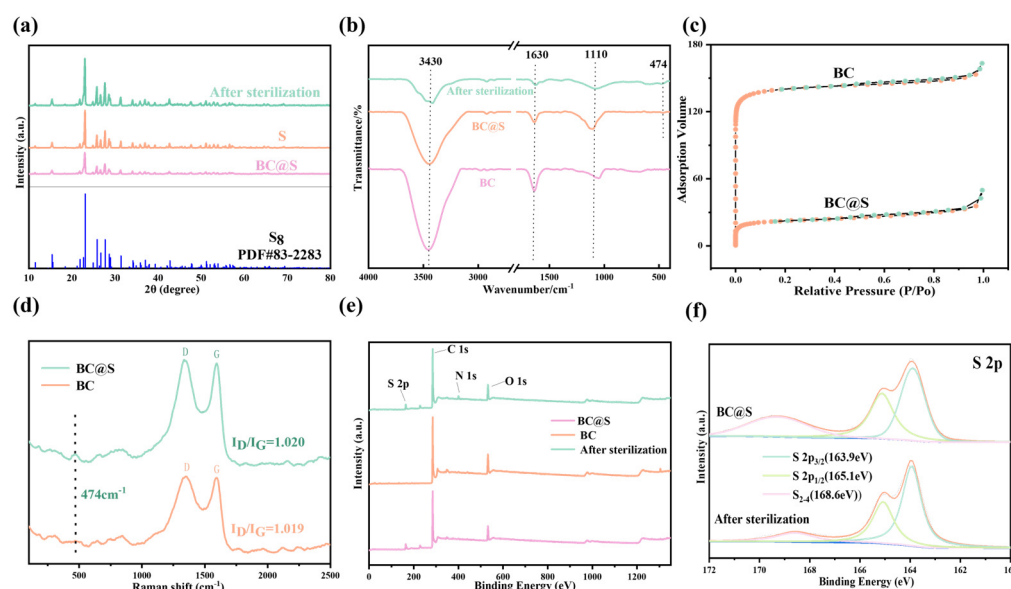 (a)
After sterilization
S
BC@S
S8
PDF#83-2283
Intensity (a.u.)
10 20 30 40 50 60 70 80
2θ (degree)
(b)
3430 1630 1110 474
After sterilization
BC@S
BC
Transmittance/%
4000 3500 3000 1500 1000 500
Wavenumber/cm-1
(c)
180
120
60
0
BC
BC@S
Adsorption Volume
0.0 0.2 0.4 0.6 0.8 1.0
Relative Pressure (P/Po)
(d)
D G
BC@S
BC
ID/IG=1.020
474cm-1
D G
ID/IG=1.019
Intensity (a.u.)
500 1000 1500 2000 2500
Raman shift (cm-1)
(e)
C 1s
S 2p N 1s O 1s
BC@S
BC
After sterilization
Intensity (a.u.)
0 200 400 600 800 1000 1200
Binding Energy (eV)
(f)
S 2p
BC@S
S 2p3/2(163.9eV)
S 2p1/2(165.1eV)
S2-4(168.6eV))
After sterilization
Intensity (a.u.)
172 170 168 166 164 162
Binding Energy (eV)